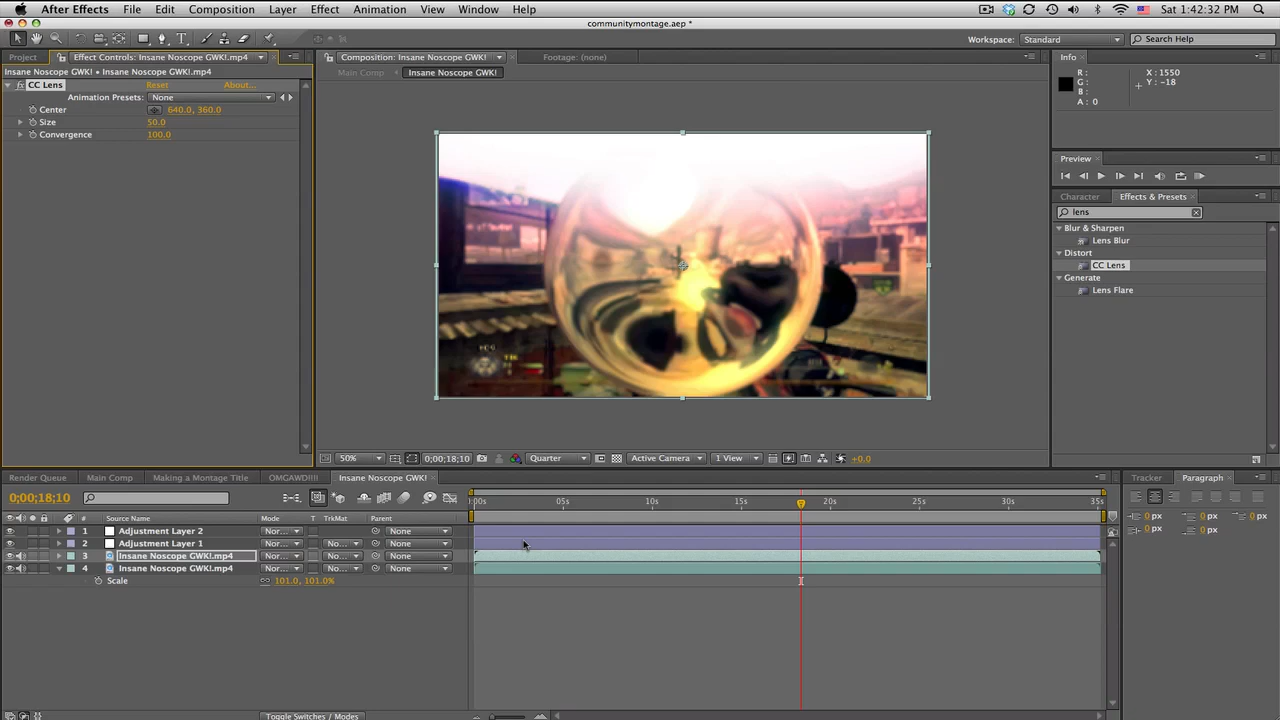 After Effects File Edit Composition Layer Effect Animation View Window Help Sat 1:42:32 PM
communitymontage.aep *
Workspace: Standard Search Help
Project Effect Controls: Insane Noscope GWK!.mp4 Composition: Insane Noscope GWK! Footage: (none) Info
Insane Noscope GWK! • Insane Noscope GWK!.mp4 Main Comp Insane Noscope GWK!
fx CC Lens Reset About...
Animation Presets: None
Center 640.0, 360.0
Size 50.0
Convergence 100.0
R :
G :
B :
A : 0
X : 1550
Y : -18
Preview
Character Effects & Presets
lens
Blur & Sharpen
Lens Blur
Distort
CC Lens
Generate
Lens Flare
50% 0;00;18;10 Quarter Active Camera 1 View +0.0
Render Queue Main Comp Making a Montage Title OMGAWD!!!! Insane Noscope GWK! Tracker Paragraph
0;00;18;10 :00s 05s 10s 15s 20s 25s 30s 35s
# Source Name Mode T TrkMat Parent
1 Adjustment Layer 2 Nor... None
2 Adjustment Layer 1 Nor... No... None
3 Insane Noscope GWK!.mp4 Nor... No... None
4 Insane Noscope GWK!.mp4 Nor... No... None
Scale 101.0, 101.0%
0 px 0 px 0 px
0 px 0 px
Toggle Switches / Modes